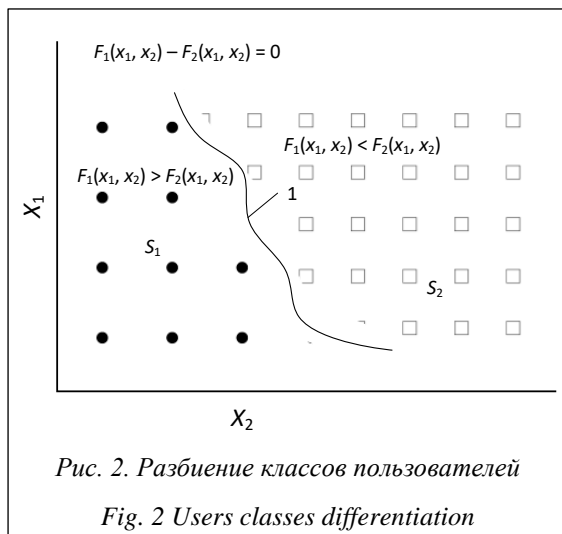 F₁(x₁, x₂) – F₂(x₁, x₂) = 0
F₁(x₁, x₂) < F₂(x₁, x₂)
F₁(x₁, x₂) > F₂(x₁, x₂)
1
X₁
S₁
S₂
X₂
Рис. 2. Разбиение классов пользователей
Fig. 2 Users classes differentiation